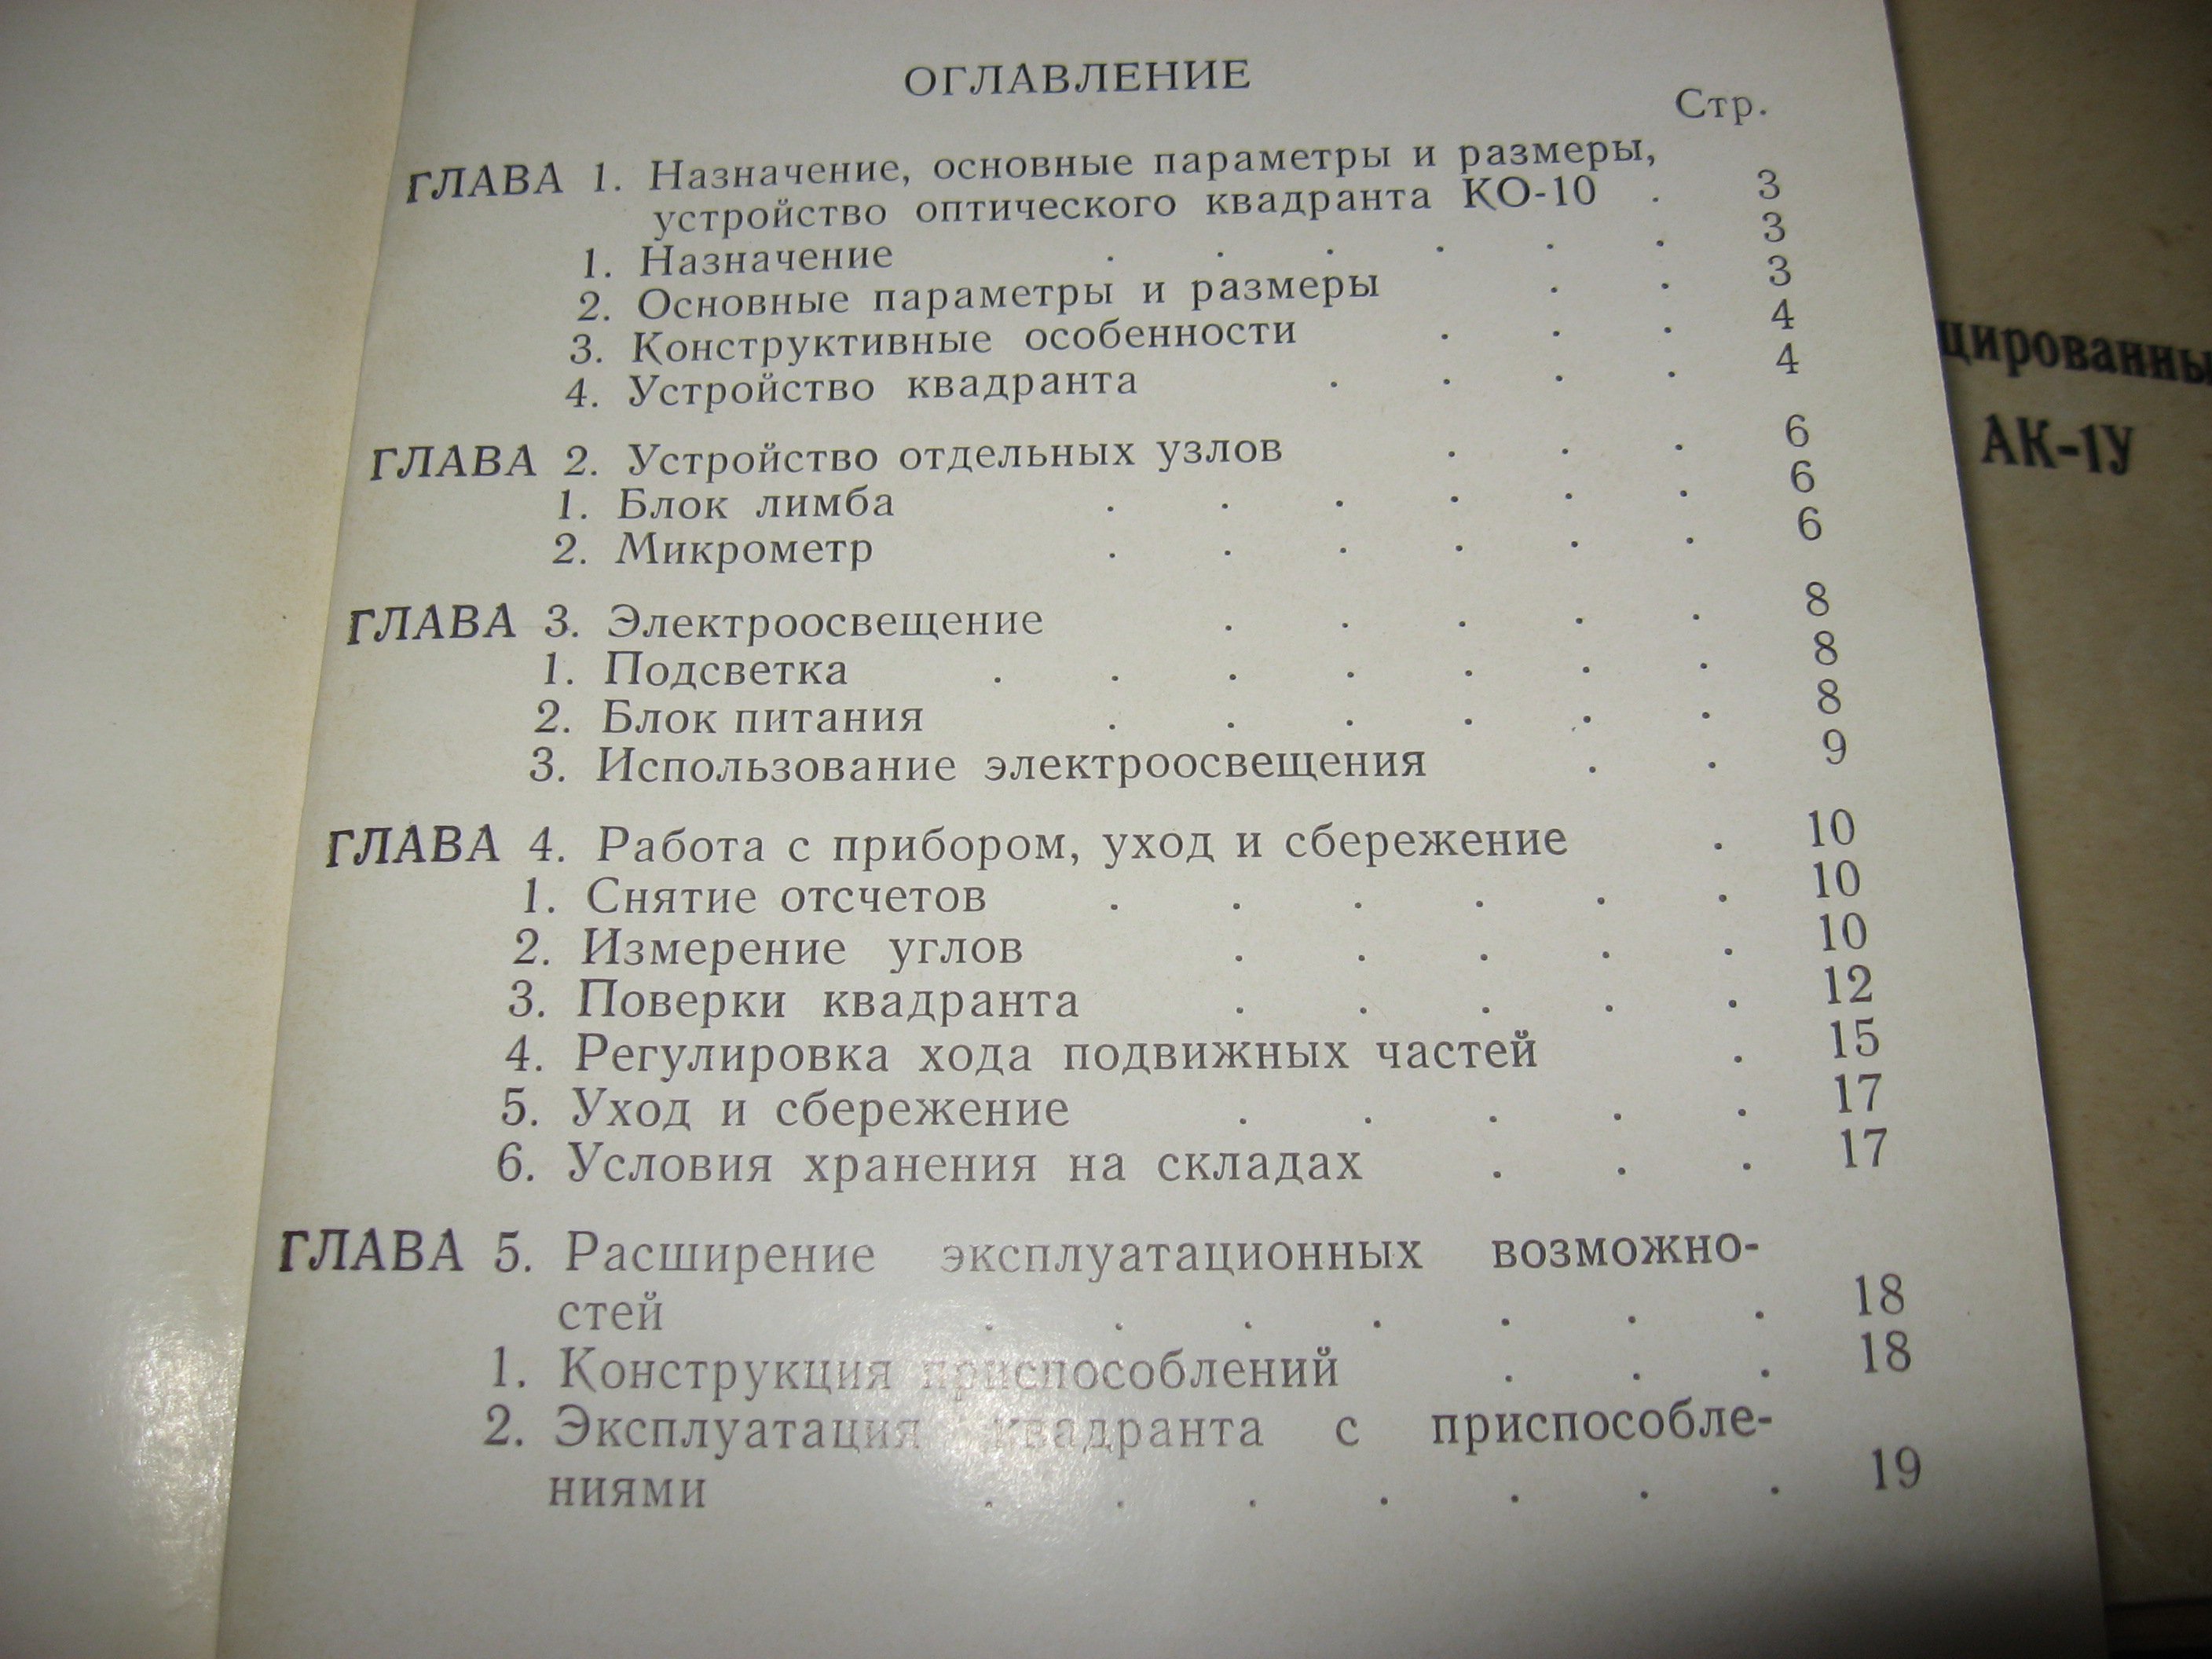 ОГЛАВЛЕНИЕ
Стр.
ГЛАВА 1. Назначение, основные параметры и размеры,
устройство оптического квадранта КО-10 . 3
1. Назначение . . . . . . 3
2. Основные параметры и размеры . . 3
3. Конструктивные особенности . . . 4
4. Устройство квадранта . . . . 4
ГЛАВА 2. Устройство отдельных узлов . . . 6
1. Блок лимба . . . . . . 6
2. Микрометр . . . . . . 6
ГЛАВА 3. Электроосвещение . . . . . 8
1. Подсветка . . . . . . . 8
2. Блок питания . . . . . . 8
3. Использование электроосвещения . . 9
ГЛАВА 4. Работа с прибором, уход и сбережение . 10
1. Снятие отсчетов . . . . . . 10
2. Измерение углов . . . . . 10
3. Поверки квадранта . . . . . 12
4. Регулировка хода подвижных частей . 15
5. Уход и сбережение . . . . . 17
6. Условия хранения на складах . . . 17
ГЛАВА 5. Расширение эксплуатационных возможно-
стей . . . . . . . 18
1. Конструкция приспособлений . . . 18
2. Эксплуатация квадранта с приспособле-
ниями . . . . . . . 19
цированны
АК-1У